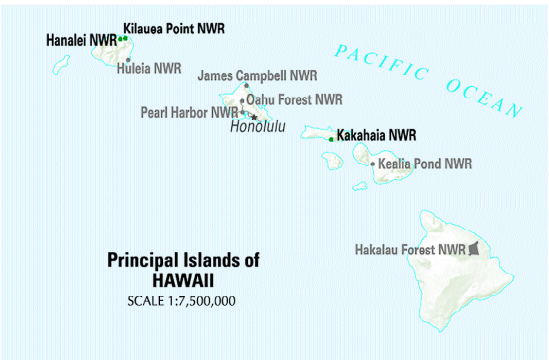 Kilauea Point NWR
Hanalei NWR
Huleia NWR
PACIFIC OCEAN
James Campbell NWR
Oahu Forest NWR
Pearl Harbor NWR
Honolulu
Kakahaia NWR
Kealia Pond NWR
Hakalau Forest NWR
Principal Islands of
HAWAII
SCALE 1:7,500,000